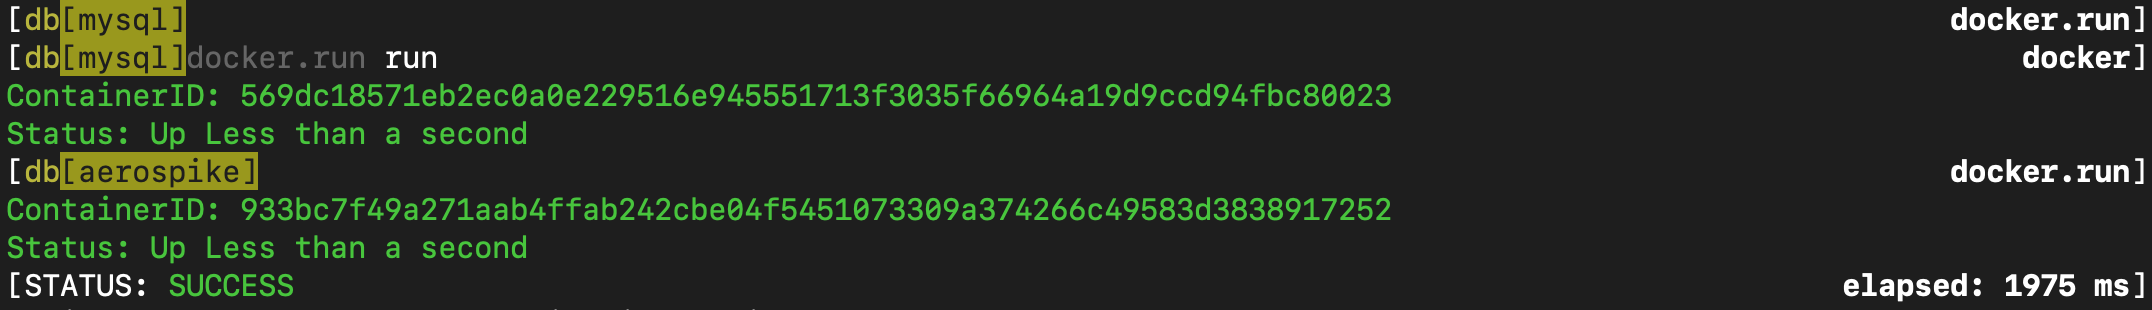 [db[mysql] docker.run]
[db[mysql]docker.run run docker]
ContainerID: 569dc18571eb2ec0a0e229516e945551713f3035f66964a19d9ccd94fbc80023
Status: Up Less than a second
[db[aerospike] docker.run]
ContainerID: 933bc7f49a271aab4ffab242cbe04f5451073309a374266c49583d3838917252
Status: Up Less than a second
[STATUS: SUCCESS elapsed: 1975 ms]